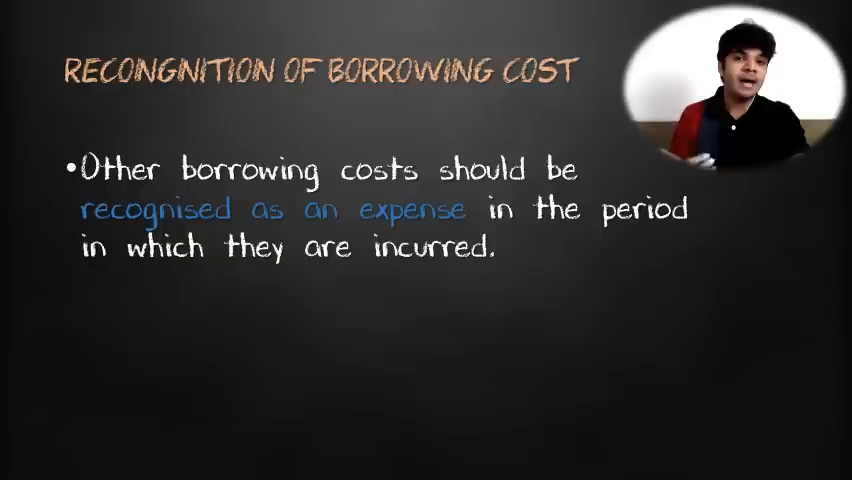 RECONGNITION OF BORROWING COST
•Other borrowing costs should be
recognised as an expense in the period
in which they are incurred.